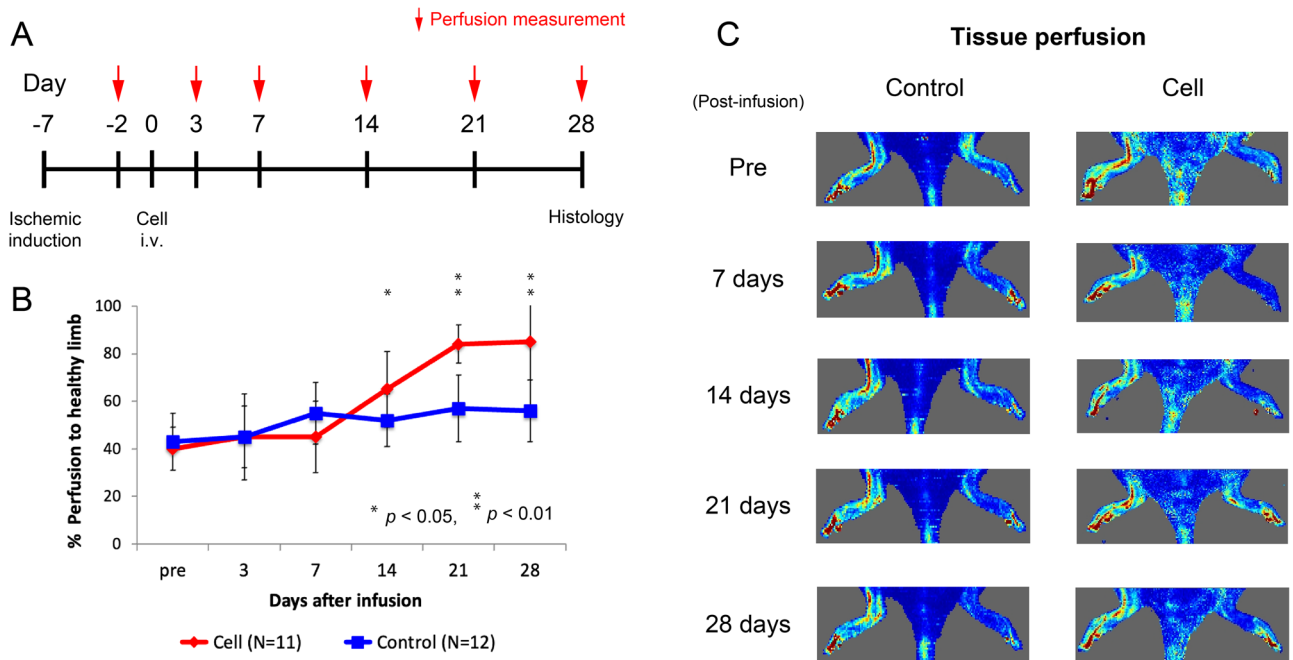 A
Perfusion measurement
Day
-7 -2 0 3 7 14 21 28
Ischemic
induction
Cell
i.v.
Histology
B
% Perfusion to healthy limb
100
80
60
40
20
0
*
* *
* *
* p < 0.05, * * p < 0.01
pre 3 7 14 21 28
Days after infusion
Cell (N=11) Control (N=12)
C
Tissue perfusion
(Post-infusion) Control Cell
Pre
7 days
14 days
21 days
28 days